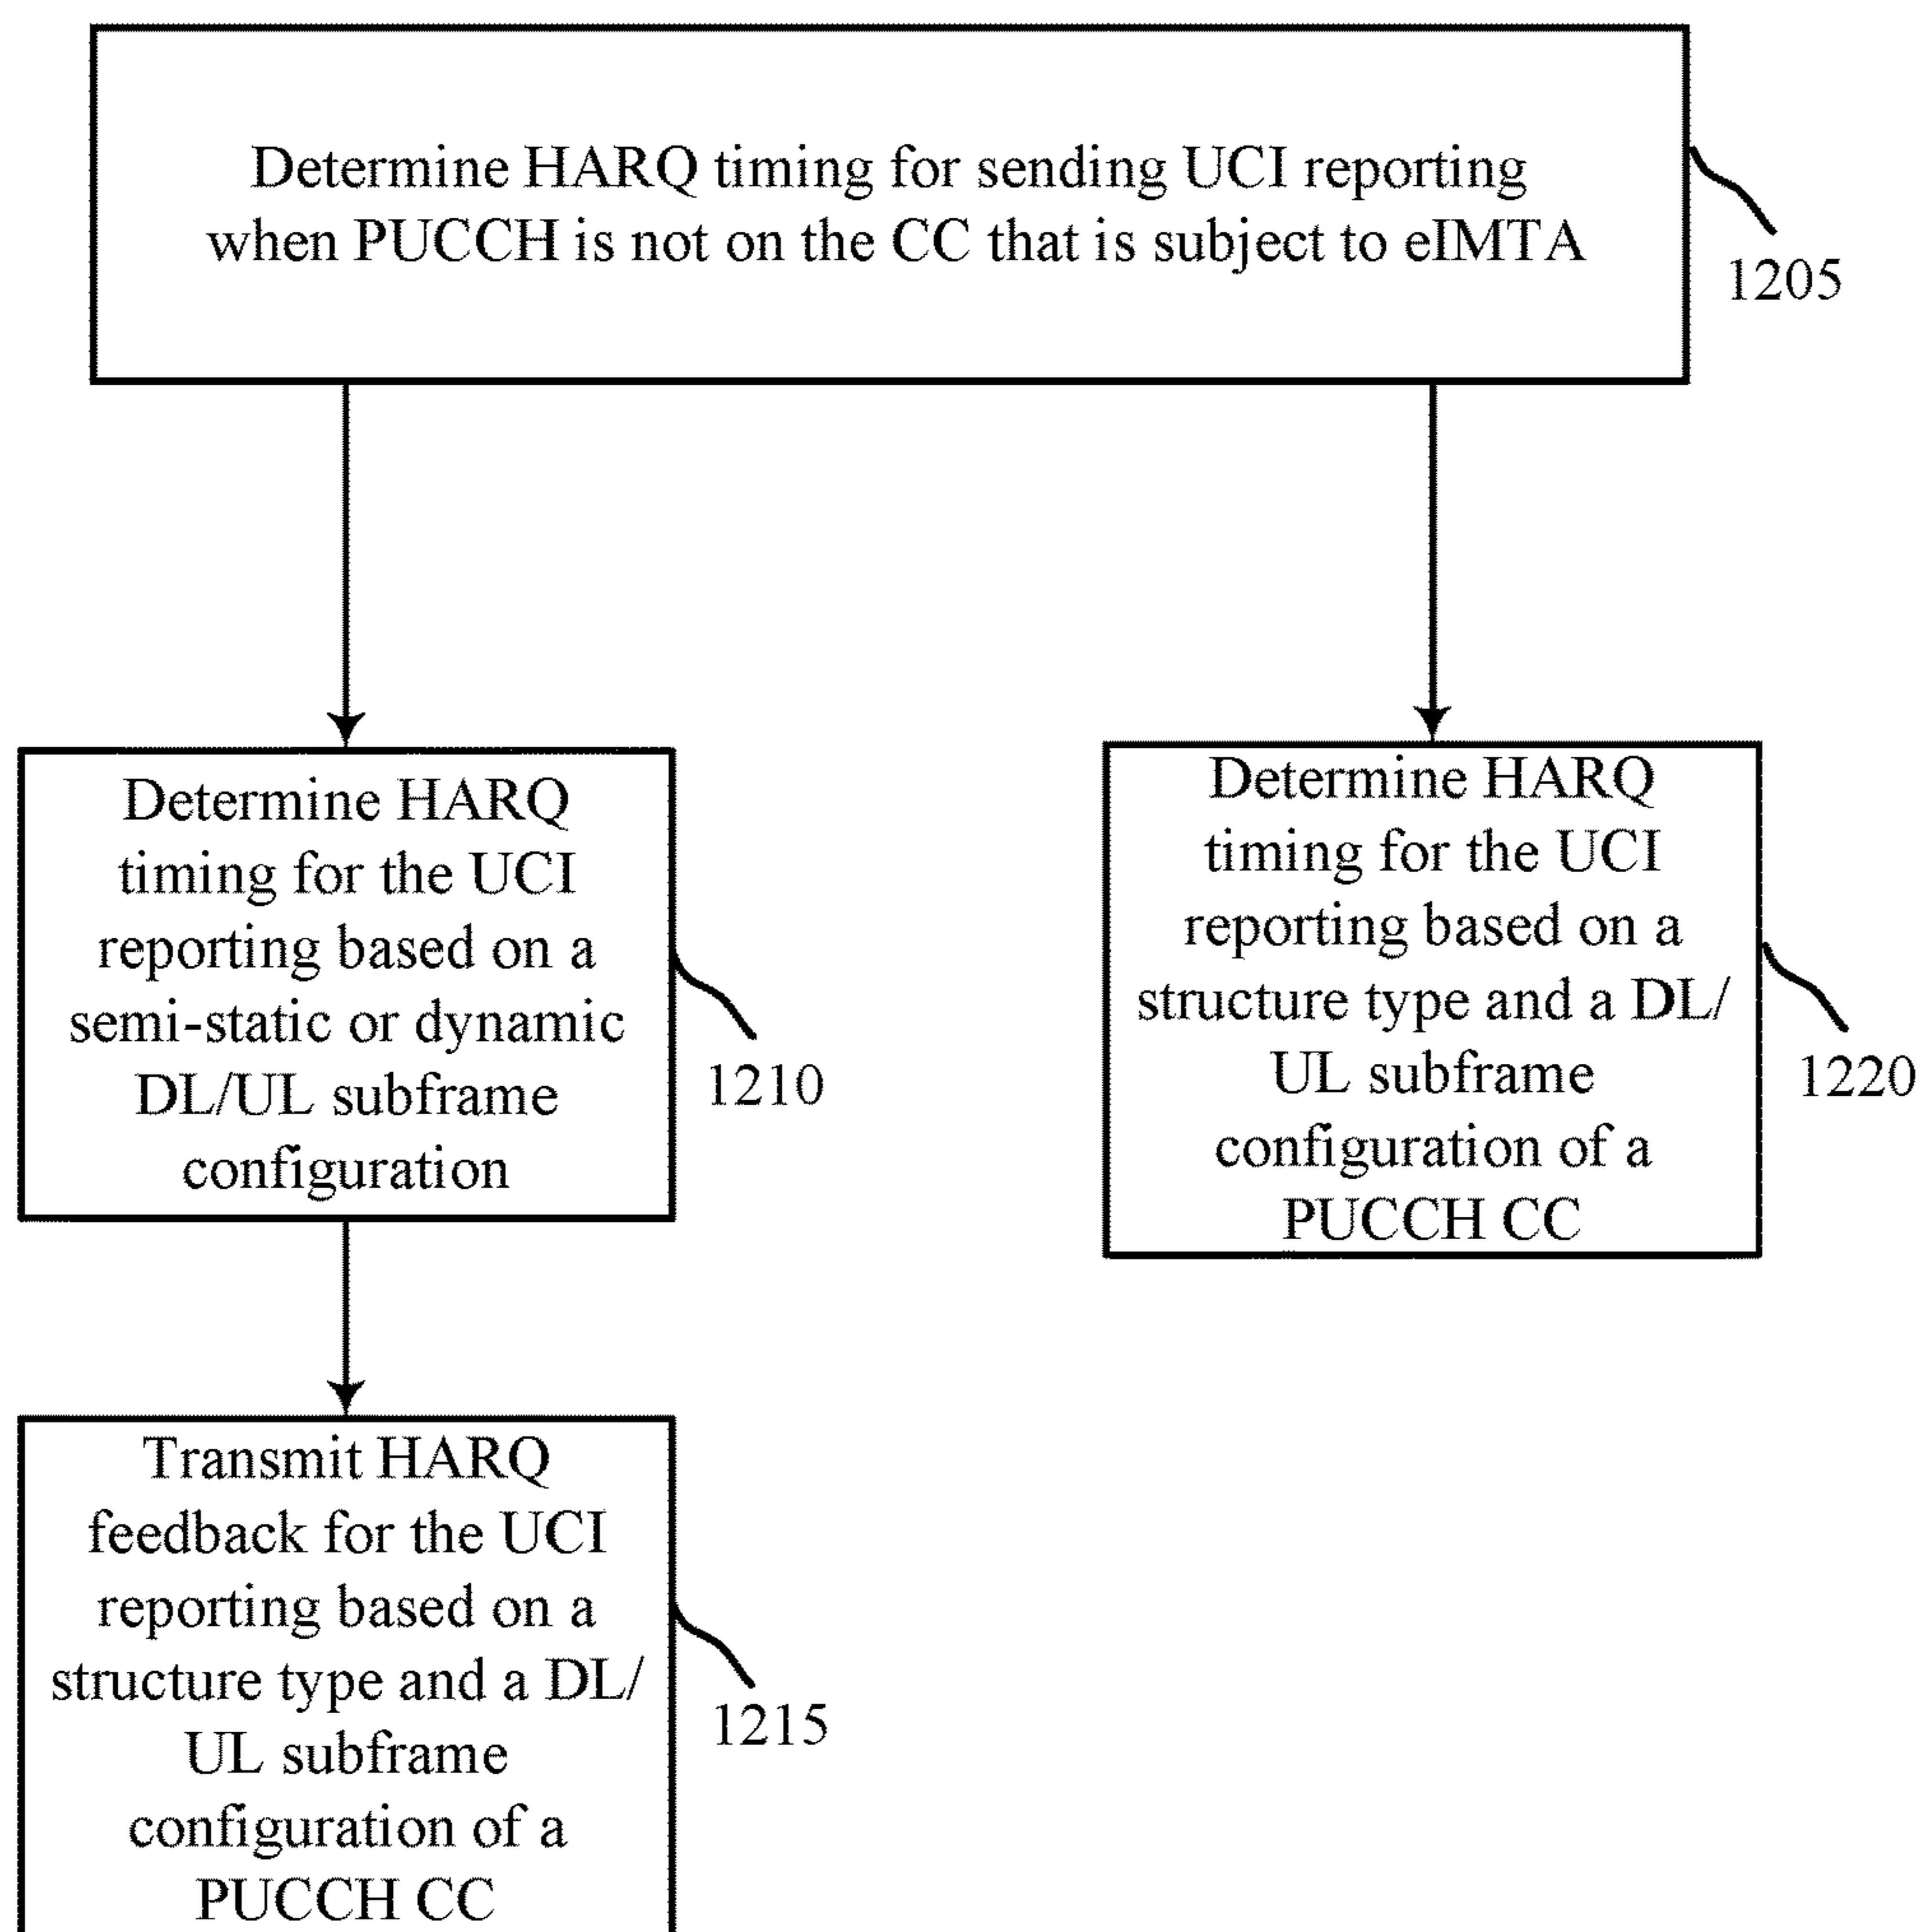 Determine HARQ timing for sending UCI reporting
when PUCCH is not on the CC that is subject to eIMTA
1205
Determine HARQ
timing for the UCI
reporting based on a
semi-static or dynamic
DL/UL subframe
configuration
1210
Determine HARQ
timing for the UCI
reporting based on a
structure type and a DL/
UL subframe
configuration of a
PUCCH CC
1220
Transmit HARQ
feedback for the UCI
reporting based on a
structure type and a DL/
UL subframe
configuration of a
PUCCH CC
1215